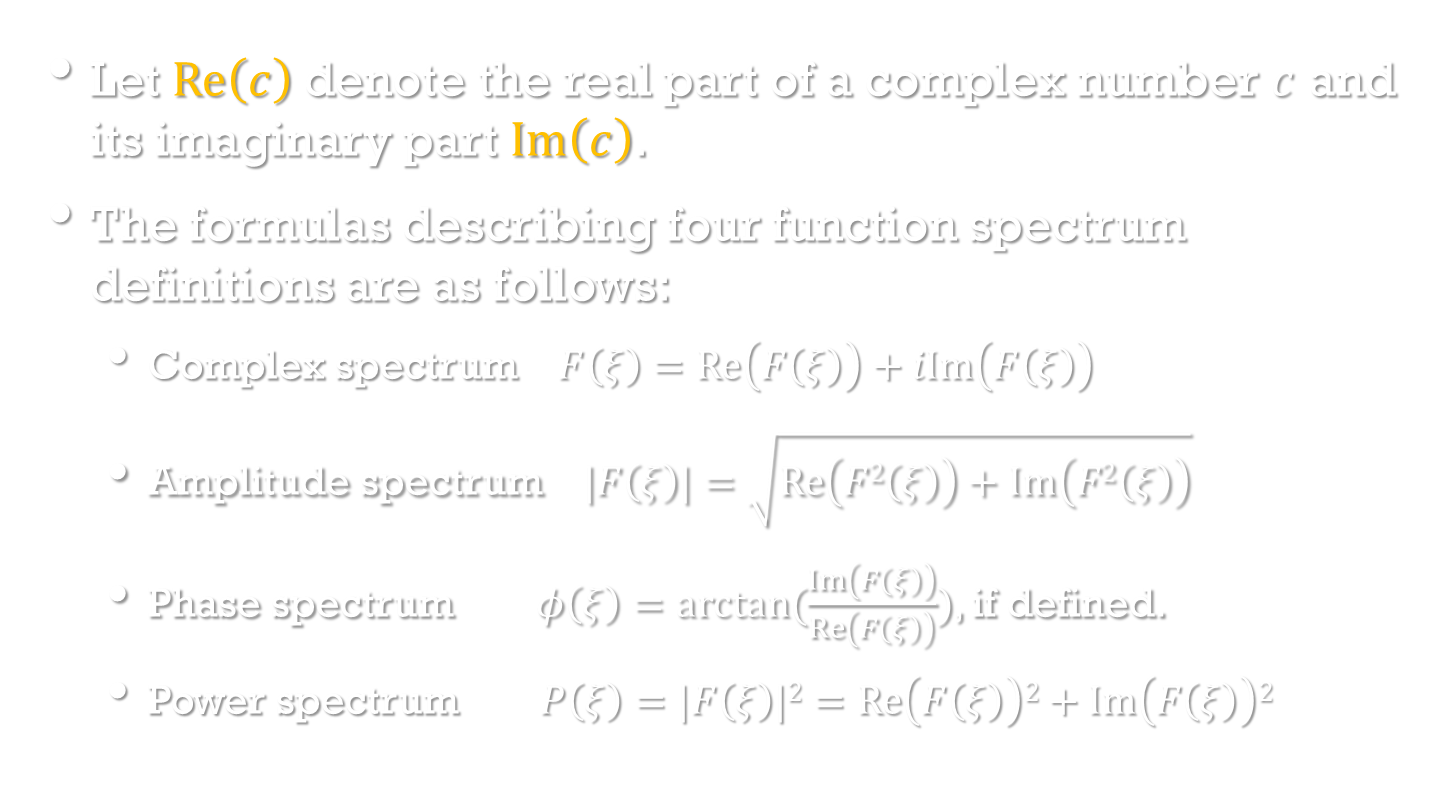 • Let Re(c) denote the real part of a complex number c and
its imaginary part Im(c).
• The formulas describing four function spectrum
definitions are as follows:
• Complex spectrum F(ξ) = Re(F(ξ)) + iIm(F(ξ))
• Amplitude spectrum |F(ξ)| = √(Re(F²(ξ)) + Im(F²(ξ)))
• Phase spectrum ϕ(ξ) = arctan(Im(F(ξ))/Re(F(ξ))), if defined.
• Power spectrum P(ξ) = |F(ξ)|² = Re(F(ξ))² + Im(F(ξ))²